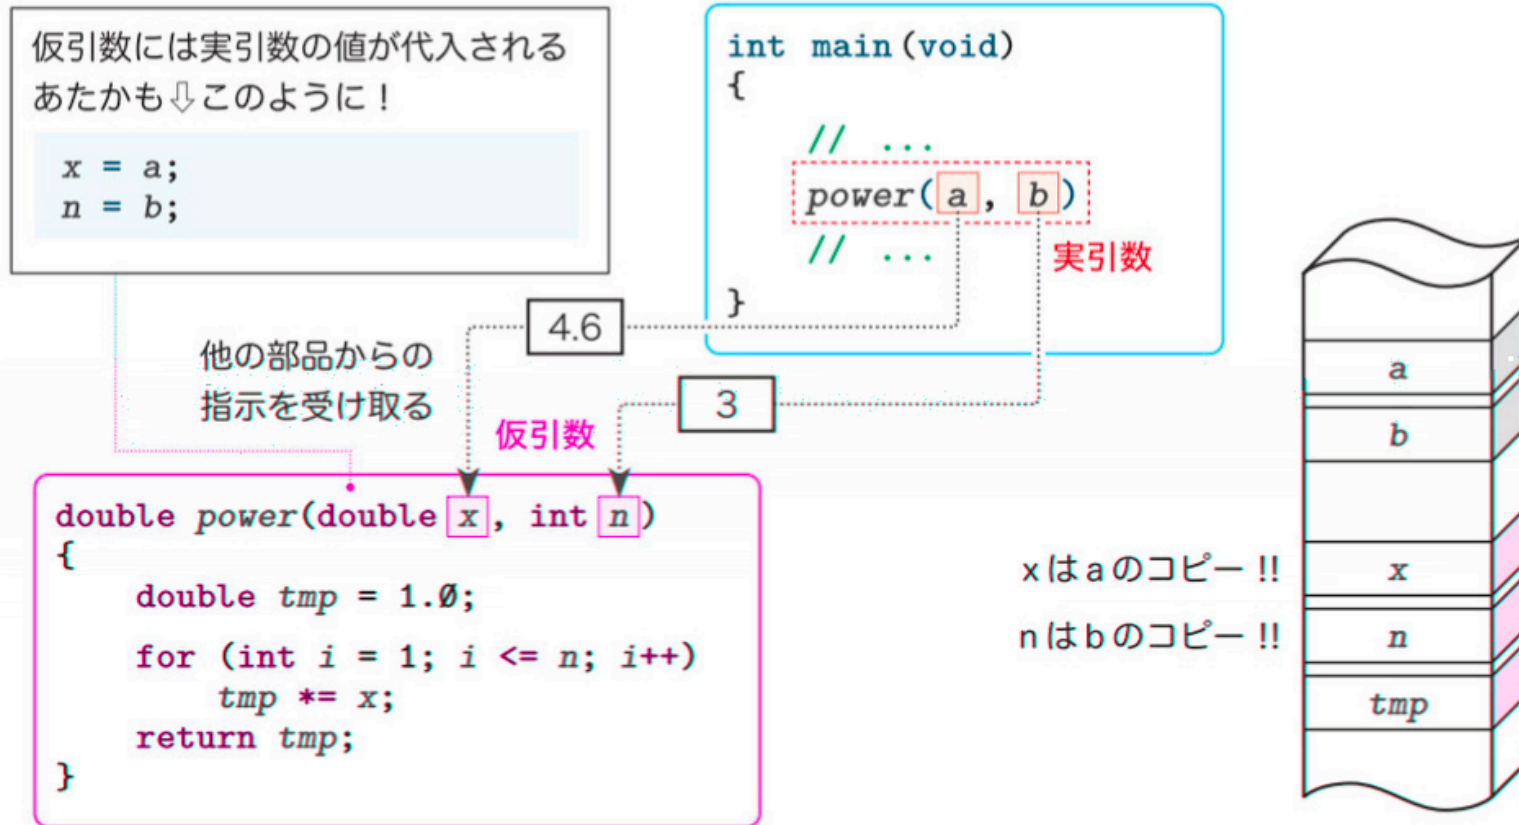 仮引数には実引数の値が代入される
あたかも⇩このように！
x = a;
n = b;
int main(void)
{
// ...
power(a, b)
// ...
}
実引数
4.6
他の部品からの
指示を受け取る
3
仮引数
double power(double x, int n)
{
double tmp = 1.0;
for (int i = 1; i <= n; i++)
tmp *= x;
return tmp;
}
a
b
xはaのコピー!!
x
nはbのコピー!!
n
tmp